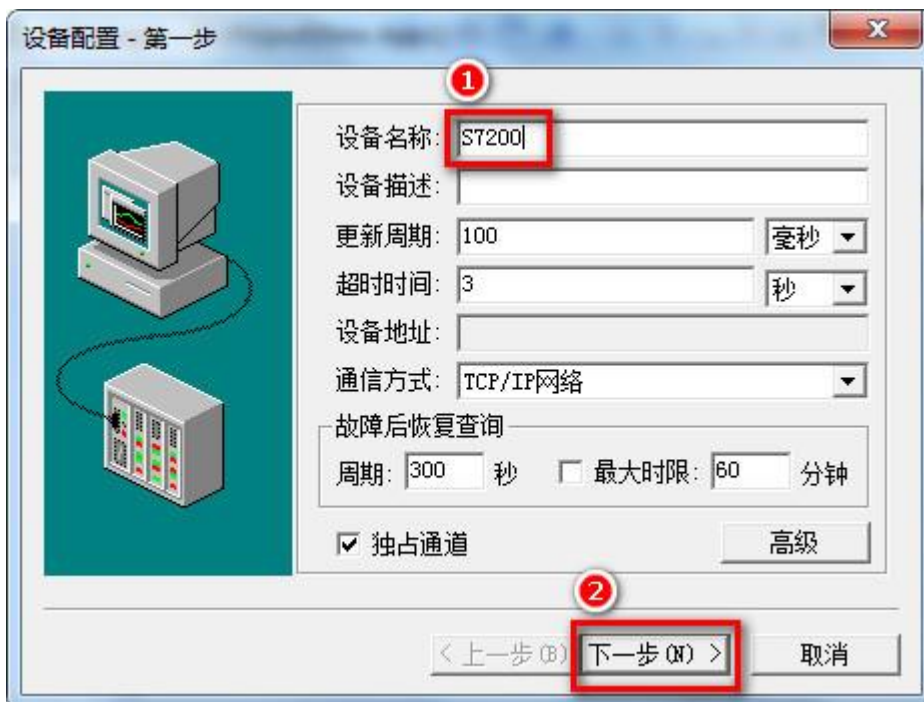 设备配置 - 第一步
1
设备名称: S7200
设备描述:
更新周期: 100 毫秒
超时时间: 3 秒
设备地址:
通信方式: TCP/IP网络
故障后恢复查询
周期: 300 秒 最大时限: 60 分钟
独占通道 高级
2
< 上一步(B) 下一步(N) > 取消